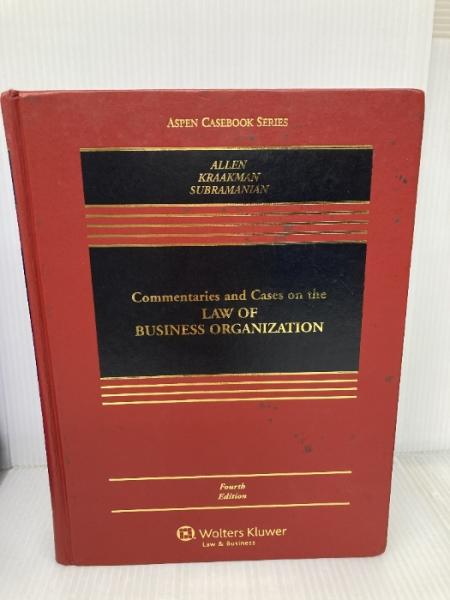 ASPEN CASEBOOK SERIES
ALLEN
KRAAKMAN
SUBRAMANIAN
Commentaries and Cases on the
LAW OF
BUSINESS ORGANIZATION
Fourth
Edition
Wolters Kluwer
Law & Business